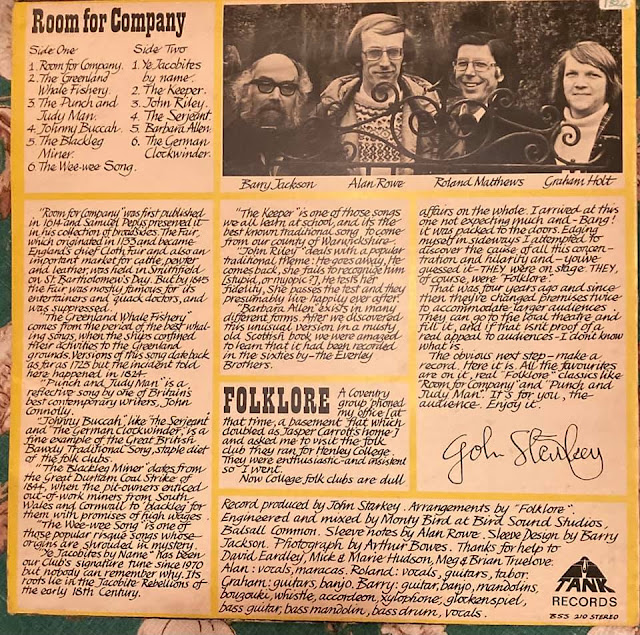 Room for Company
Side One
1. Room for Company.
2. The Greenland
Whale Fishery.
3. The Punch and
Judy Man.
4. Johnny Buccah.
5. The Blackleg
Miner.
6. The Wee-wee Song.
Side Two
1. Ye Jacobites
by name.
2. The Keeper.
3. John Riley.
4. The Serjeant.
5. Barbara Allen.
6. The German
Clockwinder.
Barry Jackson Alan Rowe Roland Matthews Graham Holt
"Room for Company" was first published
in 1614 and Samuel Pepys preserved it
in his collection of broadsides. The Fair
which originated in 1133 and became
England's chief Cloth Fair and also an
important market for cattle, pewter
and leather, was held in Smithfield
on St. Bartholomew's Day. But by 1845
the Fair was mostly famous for its
entertainers and quack doctors, and
was suppressed.
"The Greenland Whale Fishery"
comes from the period of the best whal-
ing songs, when the ships confined
their activities to the Greenland
grounds. Versions of this song date back
as far as 1725 but the incident told
here happened in 1824.
"Punch and Judy Man" is a
reflective song by one of Britain's
best contemporary writers, John
Connolly.
"Johnny Buccah", like "The Serjeant"
and "The German Clockwinder", is a
fine example of the Great British
Bawdy Traditional Song, staple diet
of the folk clubs.
"The Blackleg Miner" dates from
the Great Durham Coal Strike of
1844, when the pit-owners enticed
out-of-work miners from South
Wales and Cornwall to 'blackleg' for
them with promises of high wages.
"The Wee-wee Song" is one of
those popular risqué songs whose
origins are shrouded in mystery.
"Ye Jacobites by Name" has been
our Club's signature tune since 1970
but nobody can remember why. Its
roots lie in the Jacobite Rebellions of
the early 18th Century.
"The Keeper" is one of those songs
we all learn at school, and its the
best known traditional song to come
from our county of Warwickshire.
"John Riley" deals with a popular
traditional theme: He goes away, He
comes back, she fails to recognise him
[stupid, or myopic?], He tests her
fidelity, She passes the test and they
presumably live happily ever after.
"Barbara Allen" exists in many
different forms. After we discovered
this unusual version in a musty
old Scottish book we were amazed
to learn that it had been recorded
in the sixties by - the Everley
Brothers.
FOLKLORE
A Coventry
group phoned
my office [at
that time, a basement that
doubled as Jasper Carrott's home]
and asked me to visit the folk
club they ran for Henley College.
They were enthusiastic - and insistent
so I went.
Now College folk clubs are dull
affairs on the whole. I arrived at this
one not expecting much and - Bang!
it was packed to the doors. Edging
myself in sideways I attempted to
discover the cause of all this concen-
tration and hilarity and - youve
guessed it - THEY were on stage. THEY,
of course, were "Folklore".
That was four years ago and since
then they're changed premises twice
to accommodate larger audiences.
They can go to the local theatre and
fill it, and if that isn't proof of a
real appeal to audiences - I dont know
what is.
The obvious next step - make a
record. Here it is. All the favourites
are on it, real "Folklore" classics like
"Room for Company" and "Punch and
Judy Man". It's for you, the
audience. Enjoy it.
John Starkey
Record produced by John Starkey. Arrangements by "Folklore".
Engineered and mixed by Monty Bird at Bird Sound Studios,
Balsall Common. Sleeve notes by Alan Rowe. Sleeve Design by Barry
Jackson. Photograph by Arthur Bowes. Thanks for help to
David Eardley, Mick & Marie Hudson, Meg & Brian Truelove.
Alan: vocals, maracas. Roland: vocals, guitars, tabor.
Graham: guitars, banjo. Barry: guitar, banjo, mandolins,
bougouki, whistle, accordeon, xylophone, glockenspiel,
bass guitar, bass mandolin, bass drum, vocals.
TANK
RECORDS
BSS 210 STEREO